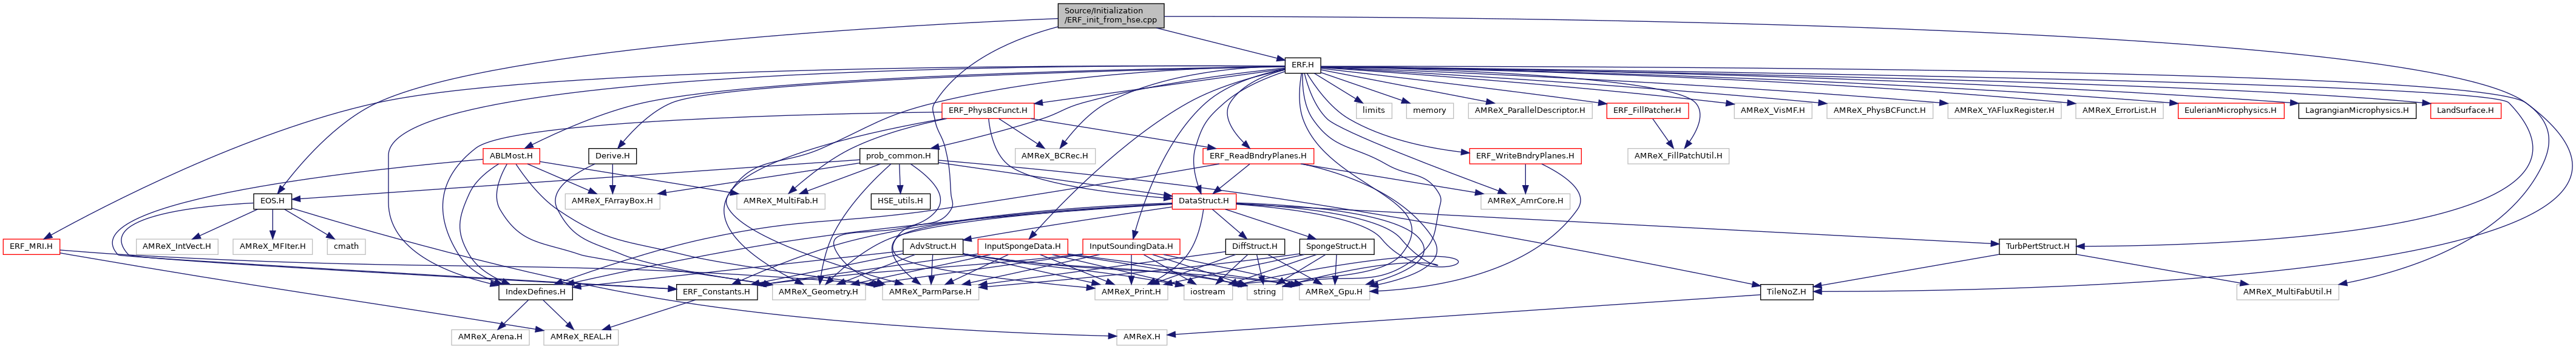 Source/Initialization
/ERF_init_from_hse.cpp
ERF.H
ERF_PhysBCFunct.H
limits
memory
AMReX_ParallelDescriptor.H
ERF_FillPatcher.H
AMReX_VisMF.H
AMReX_PhysBCFunct.H
AMReX_YAFluxRegister.H
AMReX_ErrorList.H
EulerianMicrophysics.H
LagrangianMicrophysics.H
LandSurface.H
ABLMost.H
Derive.H
prob_common.H
AMReX_BCRec.H
ERF_ReadBndryPlanes.H
ERF_WriteBndryPlanes.H
AMReX_FillPatchUtil.H
EOS.H
AMReX_FArrayBox.H
AMReX_MultiFab.H
HSE_utils.H
DataStruct.H
AMReX_AmrCore.H
ERF_MRI.H
AMReX_IntVect.H
AMReX_MFIter.H
cmath
AdvStruct.H
InputSpongeData.H
InputSoundingData.H
DiffStruct.H
SpongeStruct.H
TurbPertStruct.H
IndexDefines.H
ERF_Constants.H
AMReX_Geometry.H
AMReX_ParmParse.H
AMReX_Print.H
iostream
string
AMReX_Gpu.H
TileNoZ.H
AMReX_MultiFabUtil.H
AMReX_Arena.H
AMReX_REAL.H
AMReX.H